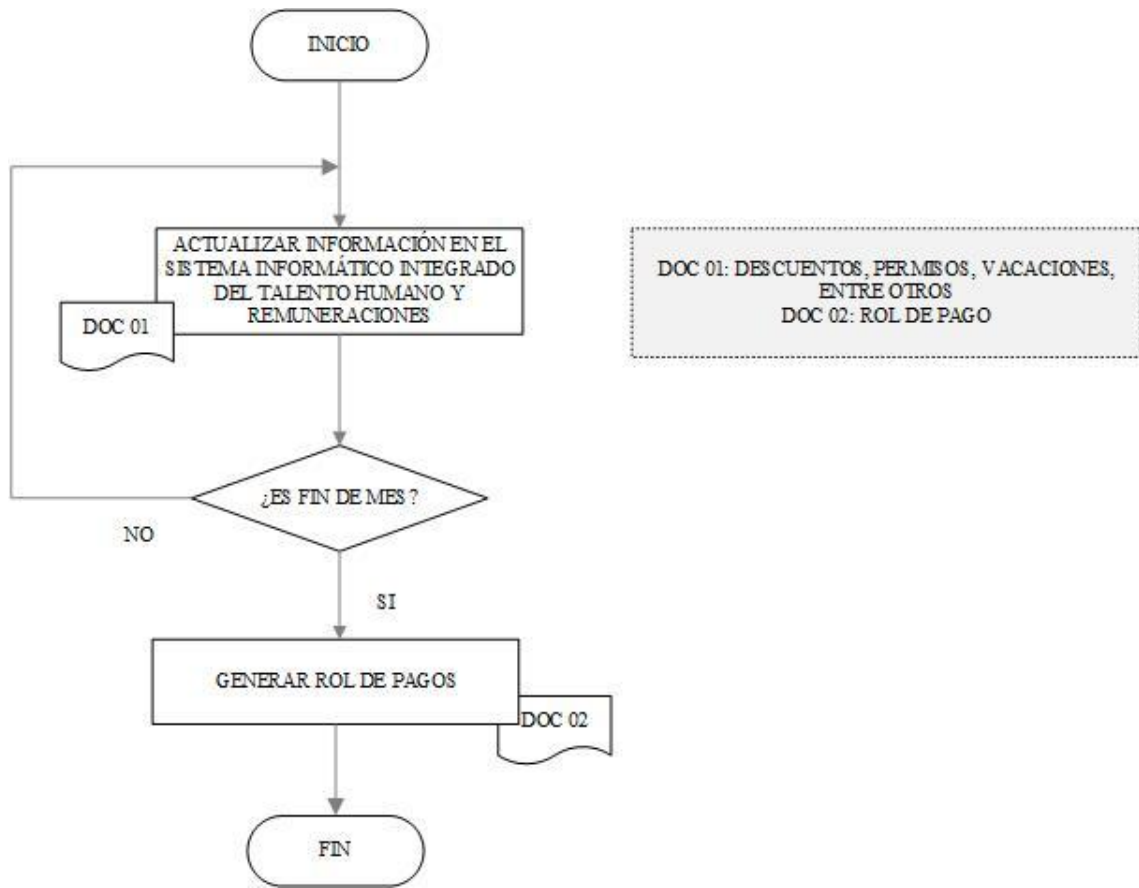 INICIO
ACTUALIZAR INFORMACIÓN EN EL
SISTEMA INFORMÁTICO INTEGRADO
DEL TALENTO HUMANO Y
REMUNERACIONES
DOC 01
DOC 01: DESCUENTOS, PERMISOS, VACACIONES,
ENTRE OTROS
DOC 02: ROL DE PAGO
¿ES FIN DE MES?
NO
SI
GENERAR ROL DE PAGOS
DOC 02
FIN